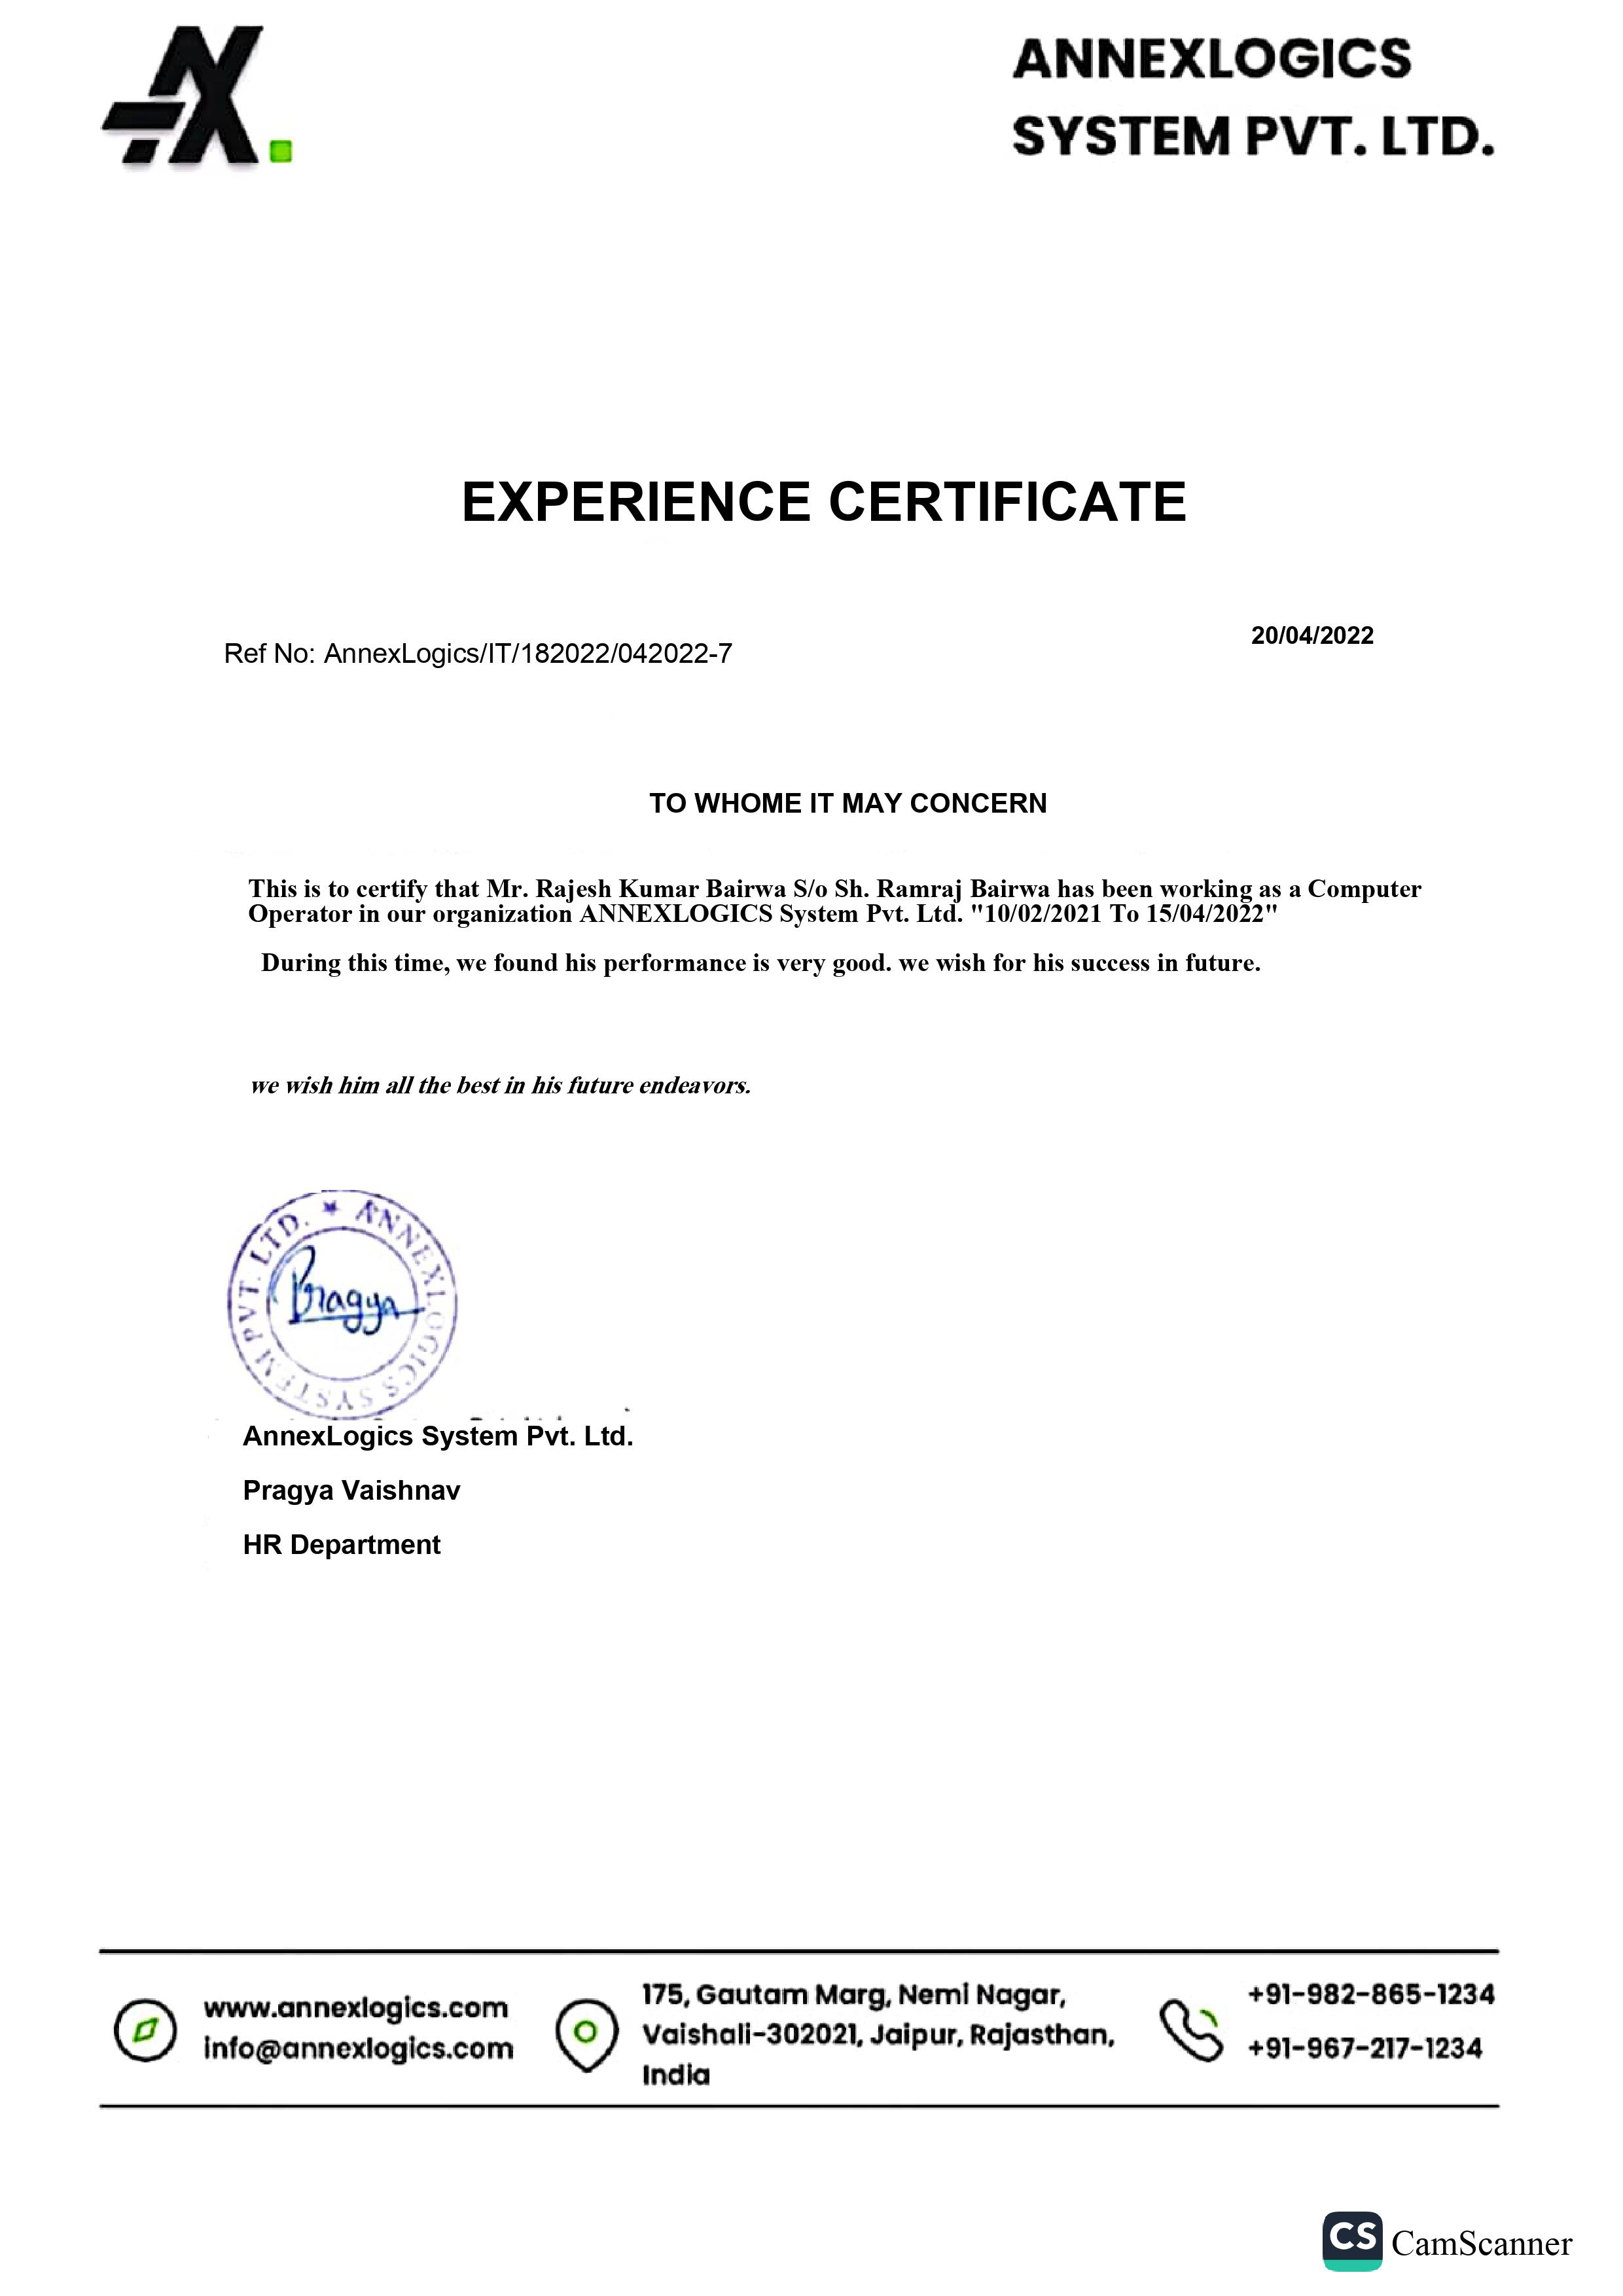 AX.
ANNEXLOGICS
SYSTEM PVT. LTD.
EXPERIENCE CERTIFICATE
20/04/2022
Ref No: AnnexLogics/IT/182022/042022-7
TO WHOME IT MAY CONCERN
This is to certify that Mr. Rajesh Kumar Bairwa S/o Sh. Ramraj Bairwa has been working as a Computer
Operator in our organization ANNEXLOGICS System Pvt. Ltd. "10/02/2021 To 15/04/2022"
During this time, we found his performance is very good. we wish for his success in future.
we wish him all the best in his future endeavors.
★ ANNEXLOGICS SYSTEM PVT. LTD.
Pragya
AnnexLogics System Pvt. Ltd.
Pragya Vaishnav
HR Department
www.annexlogics.com
info@annexlogics.com
175, Gautam Marg, Nemi Nagar,
Vaishali-302021, Jaipur, Rajasthan,
India
+91-982-865-1234
+91-967-217-1234
CS CamScanner